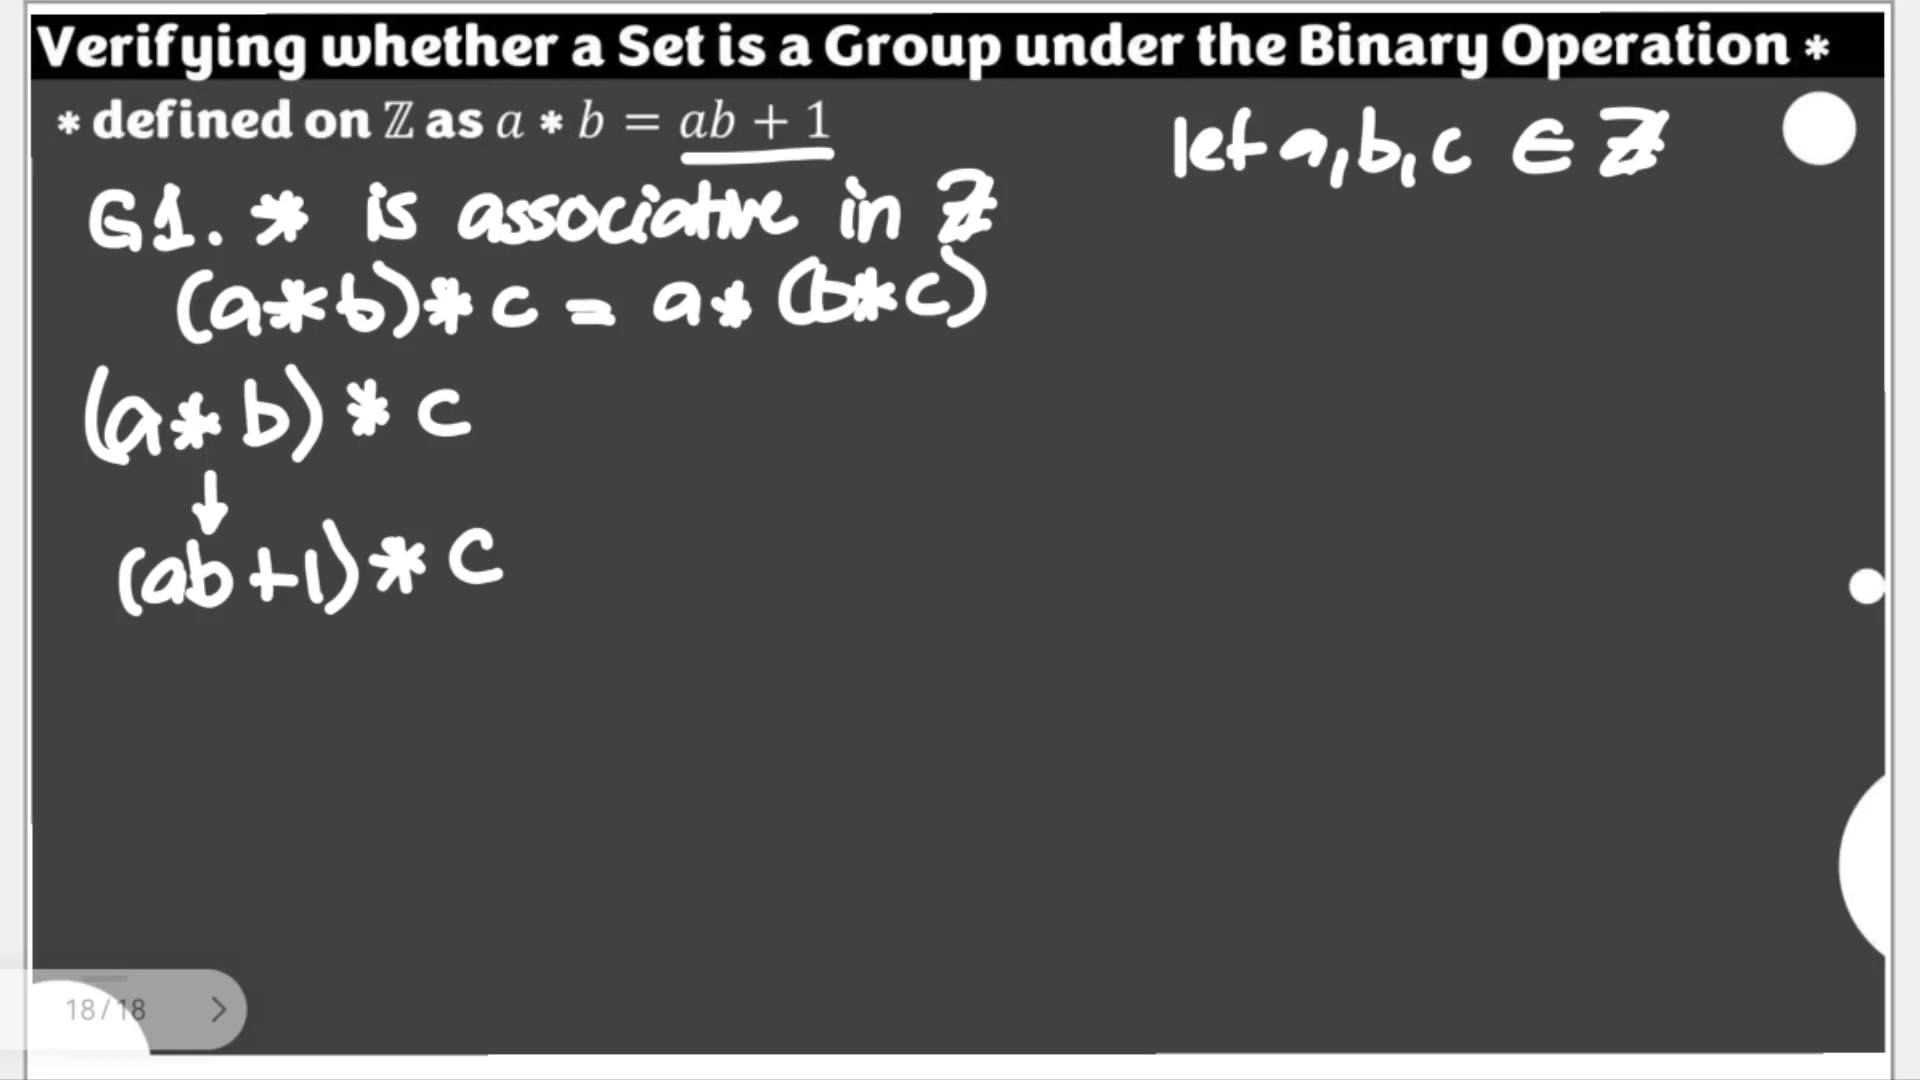 Verifying whether a Set is a Group under the Binary Operation *
* defined on ℤ as a * b = ab + 1
let a, b, c ∈ ℤ
G1. * is associative in ℤ
(a*b)*c = a*(b*c)
(a*b)*c
↓
(ab+1)*c
18/18 >